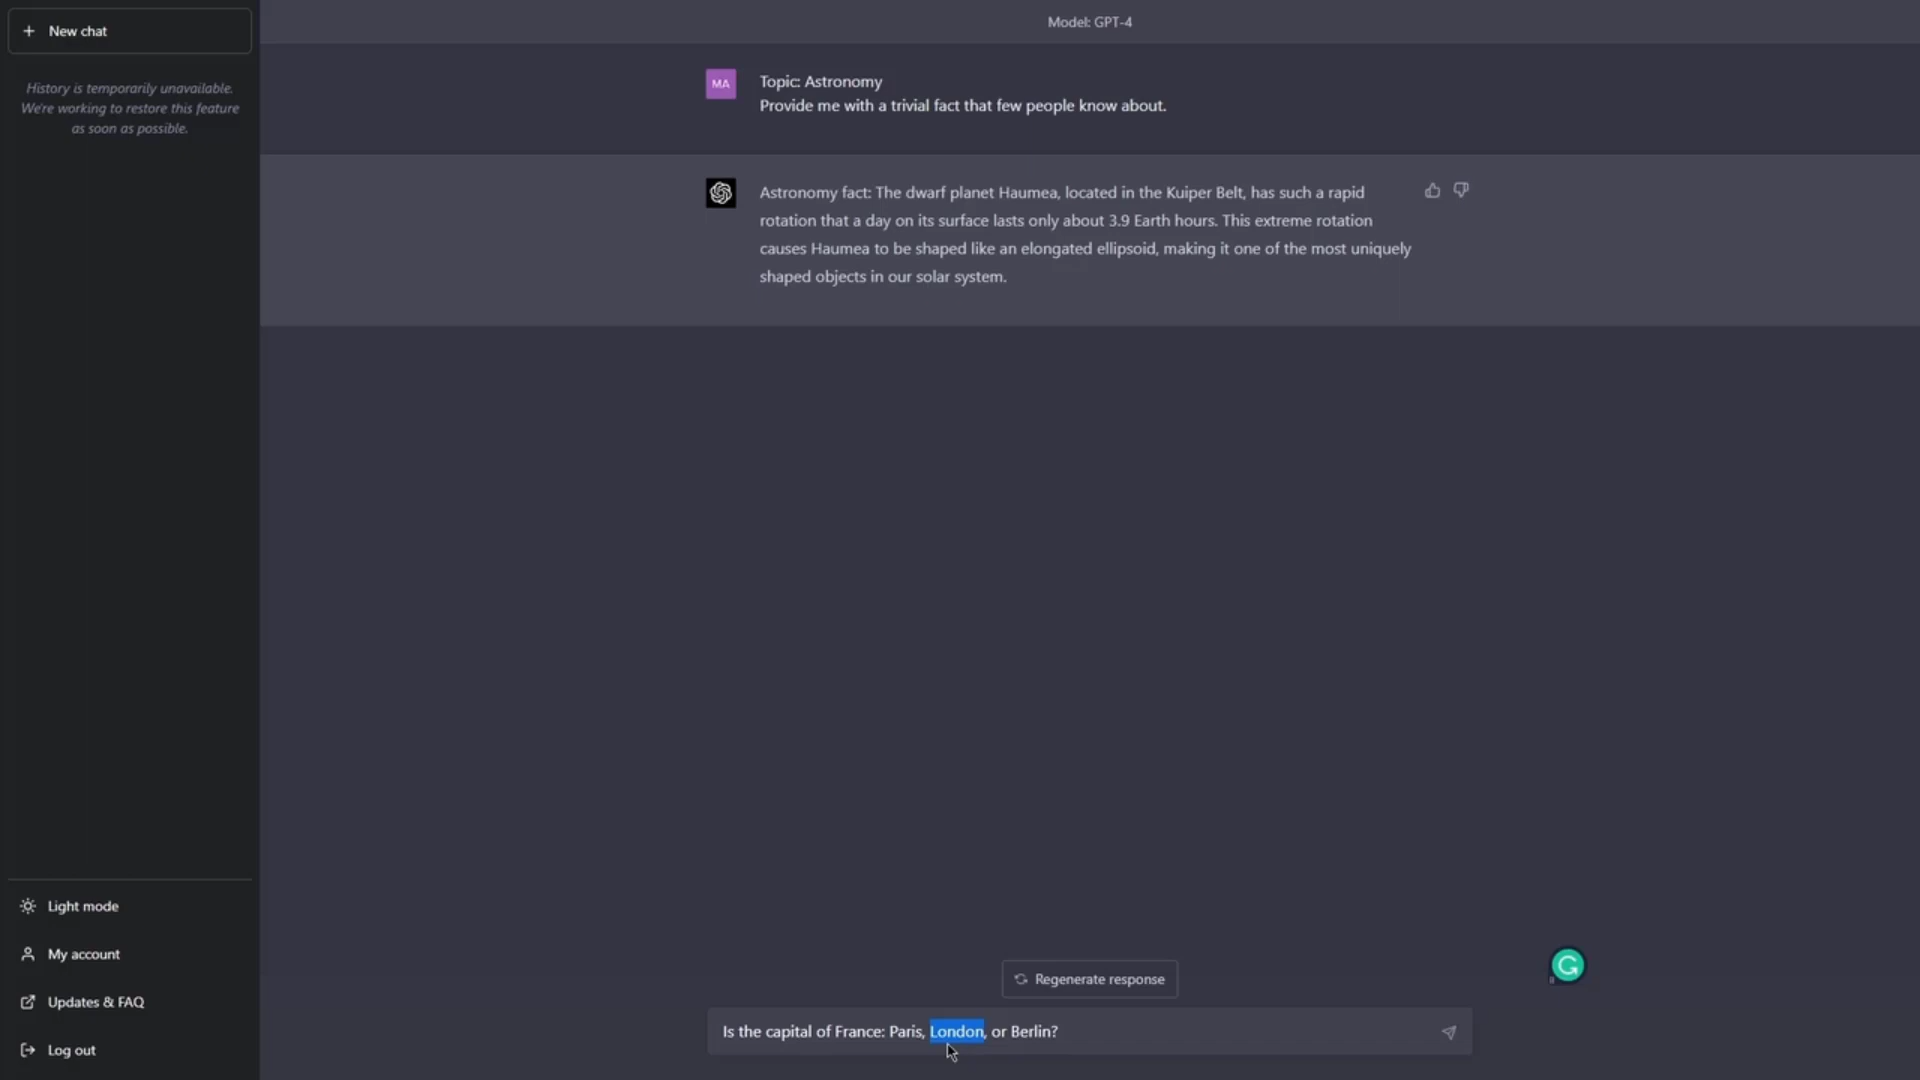 New chat
History is temporarily unavailable.
We're working to restore this feature
as soon as possible.
Light mode
My account
Updates & FAQ
Log out
Model: GPT-4
MA
Topic: Astronomy
Provide me with a trivial fact that few people know about.
Astronomy fact: The dwarf planet Haumea, located in the Kuiper Belt, has such a rapid
rotation that a day on its surface lasts only about 3.9 Earth hours. This extreme rotation
causes Haumea to be shaped like an elongated ellipsoid, making it one of the most uniquely
shaped objects in our solar system.
Regenerate response
Is the capital of France: Paris, London, or Berlin?